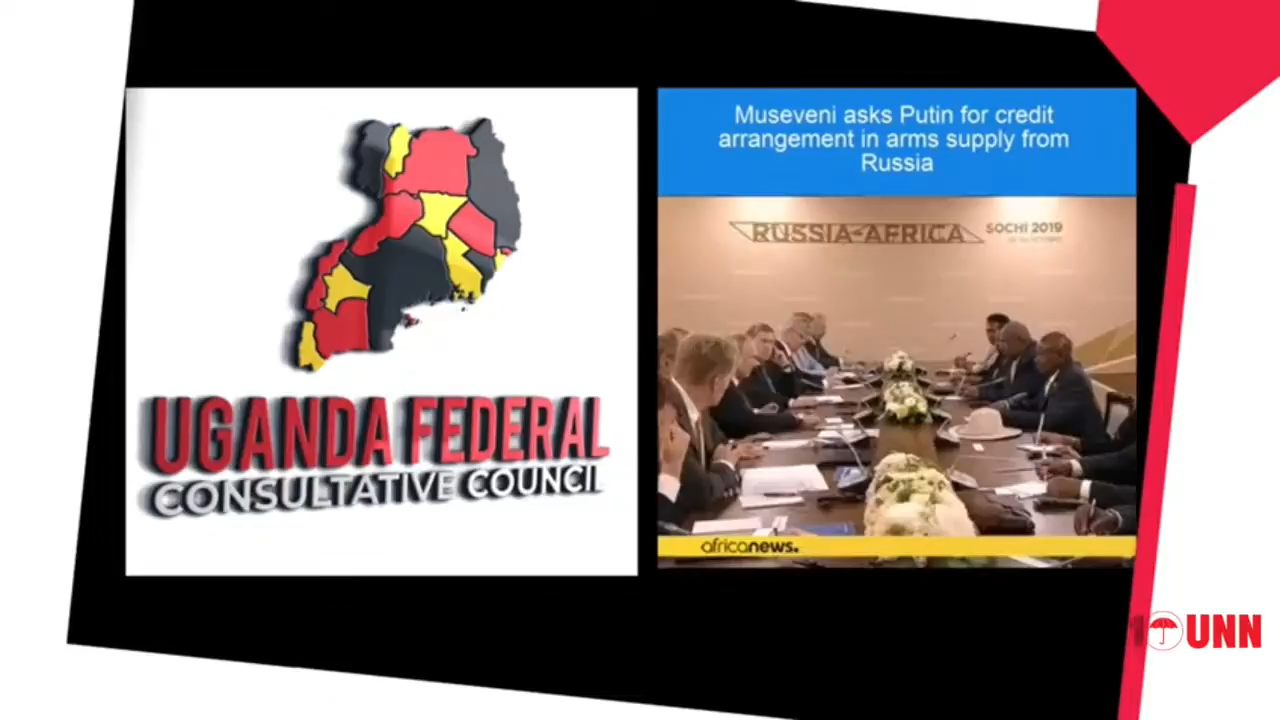 UGANDA FEDERAL
CONSULTATIVE COUNCIL
Museveni asks Putin for credit
arrangement in arms supply from
Russia
RUSSIA-AFRICA
SOCHI 2019
africanews.
UNN